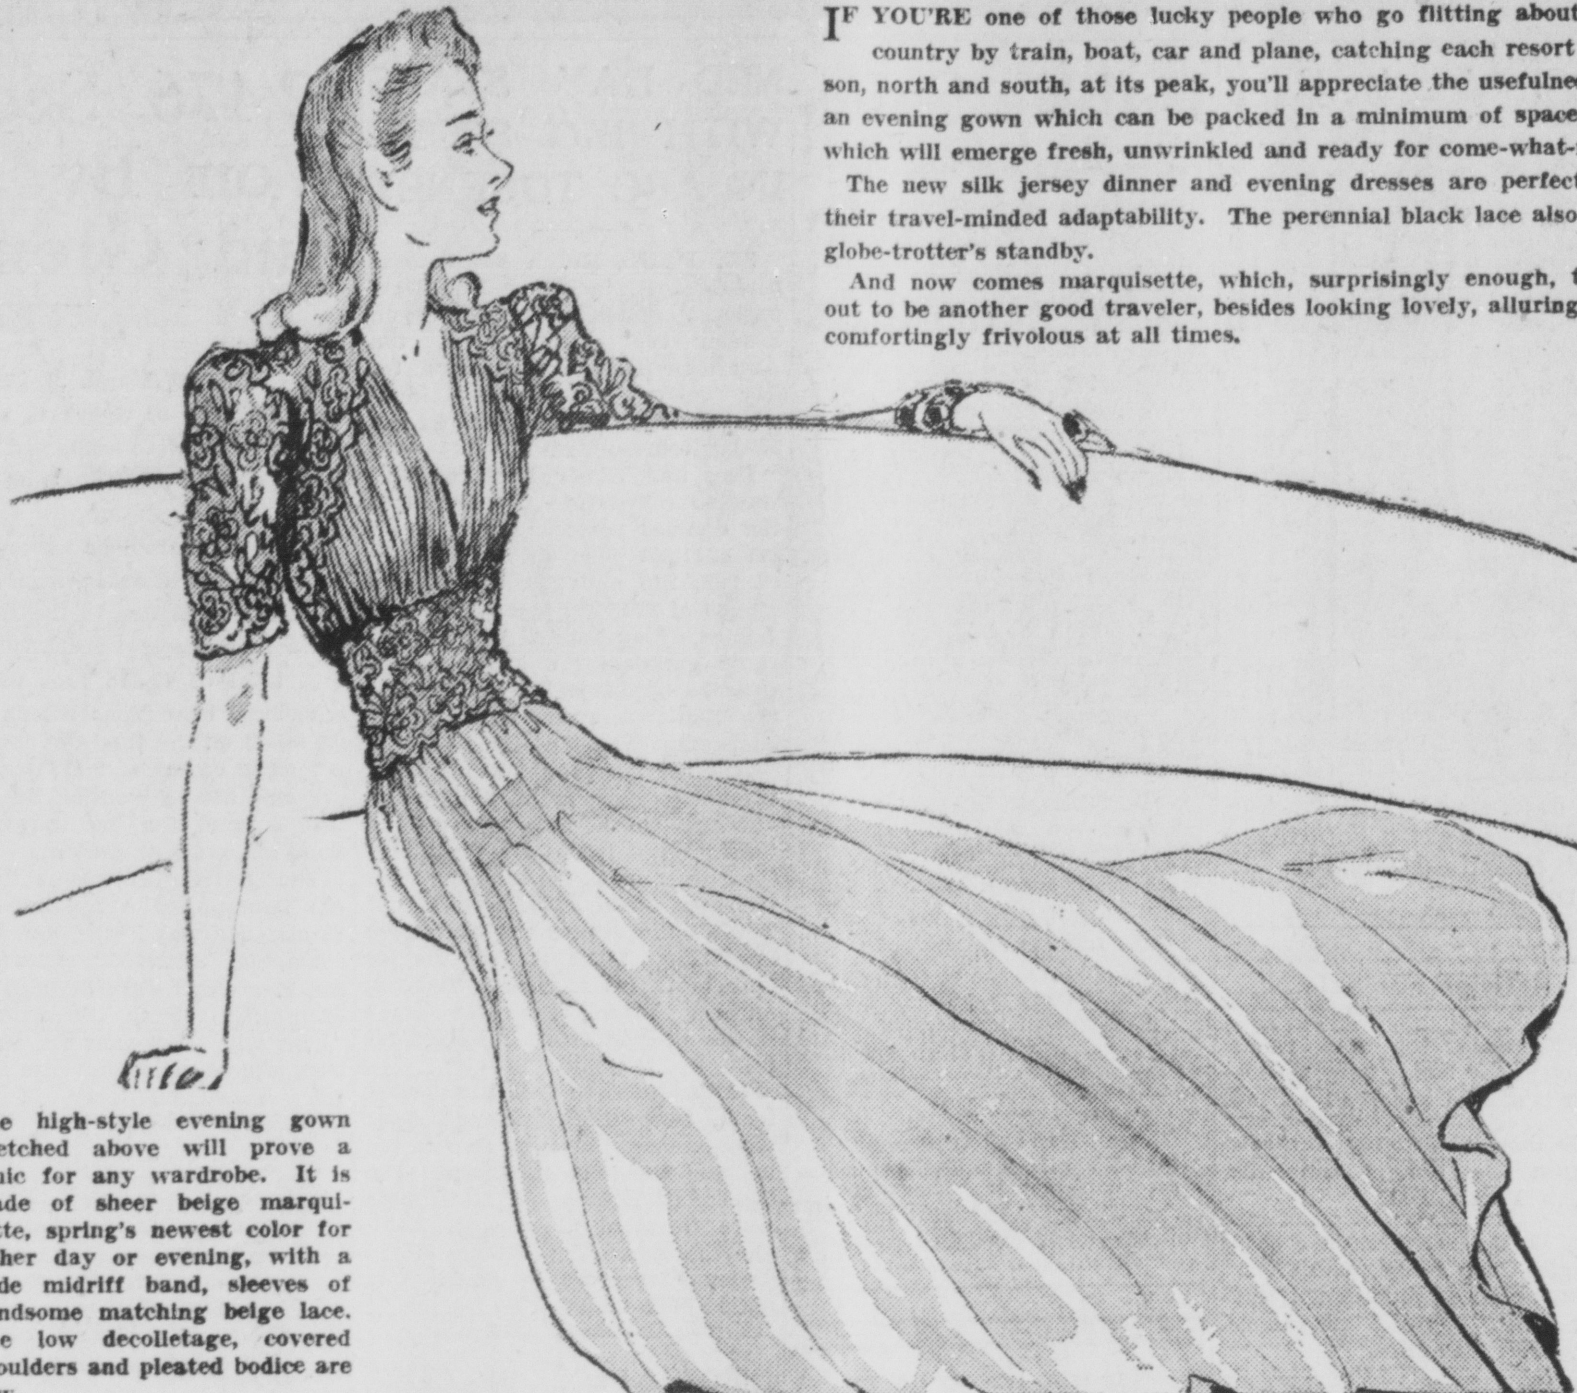 IF YOU'RE one of those lucky people who go flitting about
country by train, boat, car and plane, catching each resort
son, north and south, at its peak, you'll appreciate the usefulne
an evening gown which can be packed in a minimum of space
which will emerge fresh, unwrinkled and ready for come-what-
The new silk jersey dinner and evening dresses are perfect
their travel-minded adaptability. The perennial black lace also
globe-trotter's standby.
And now comes marquisette, which, surprisingly enough, t
out to be another good traveler, besides looking lovely, alluring
comfortingly frivolous at all times.
e high-style evening gown
etched above will prove a
nic for any wardrobe. It is
ade of sheer beige marqui-
tte, spring's newest color for
her day or evening, with a
de midriff band, sleeves of
ndsome matching beige lace.
e low decolletage, covered
oulders and pleated bodice are